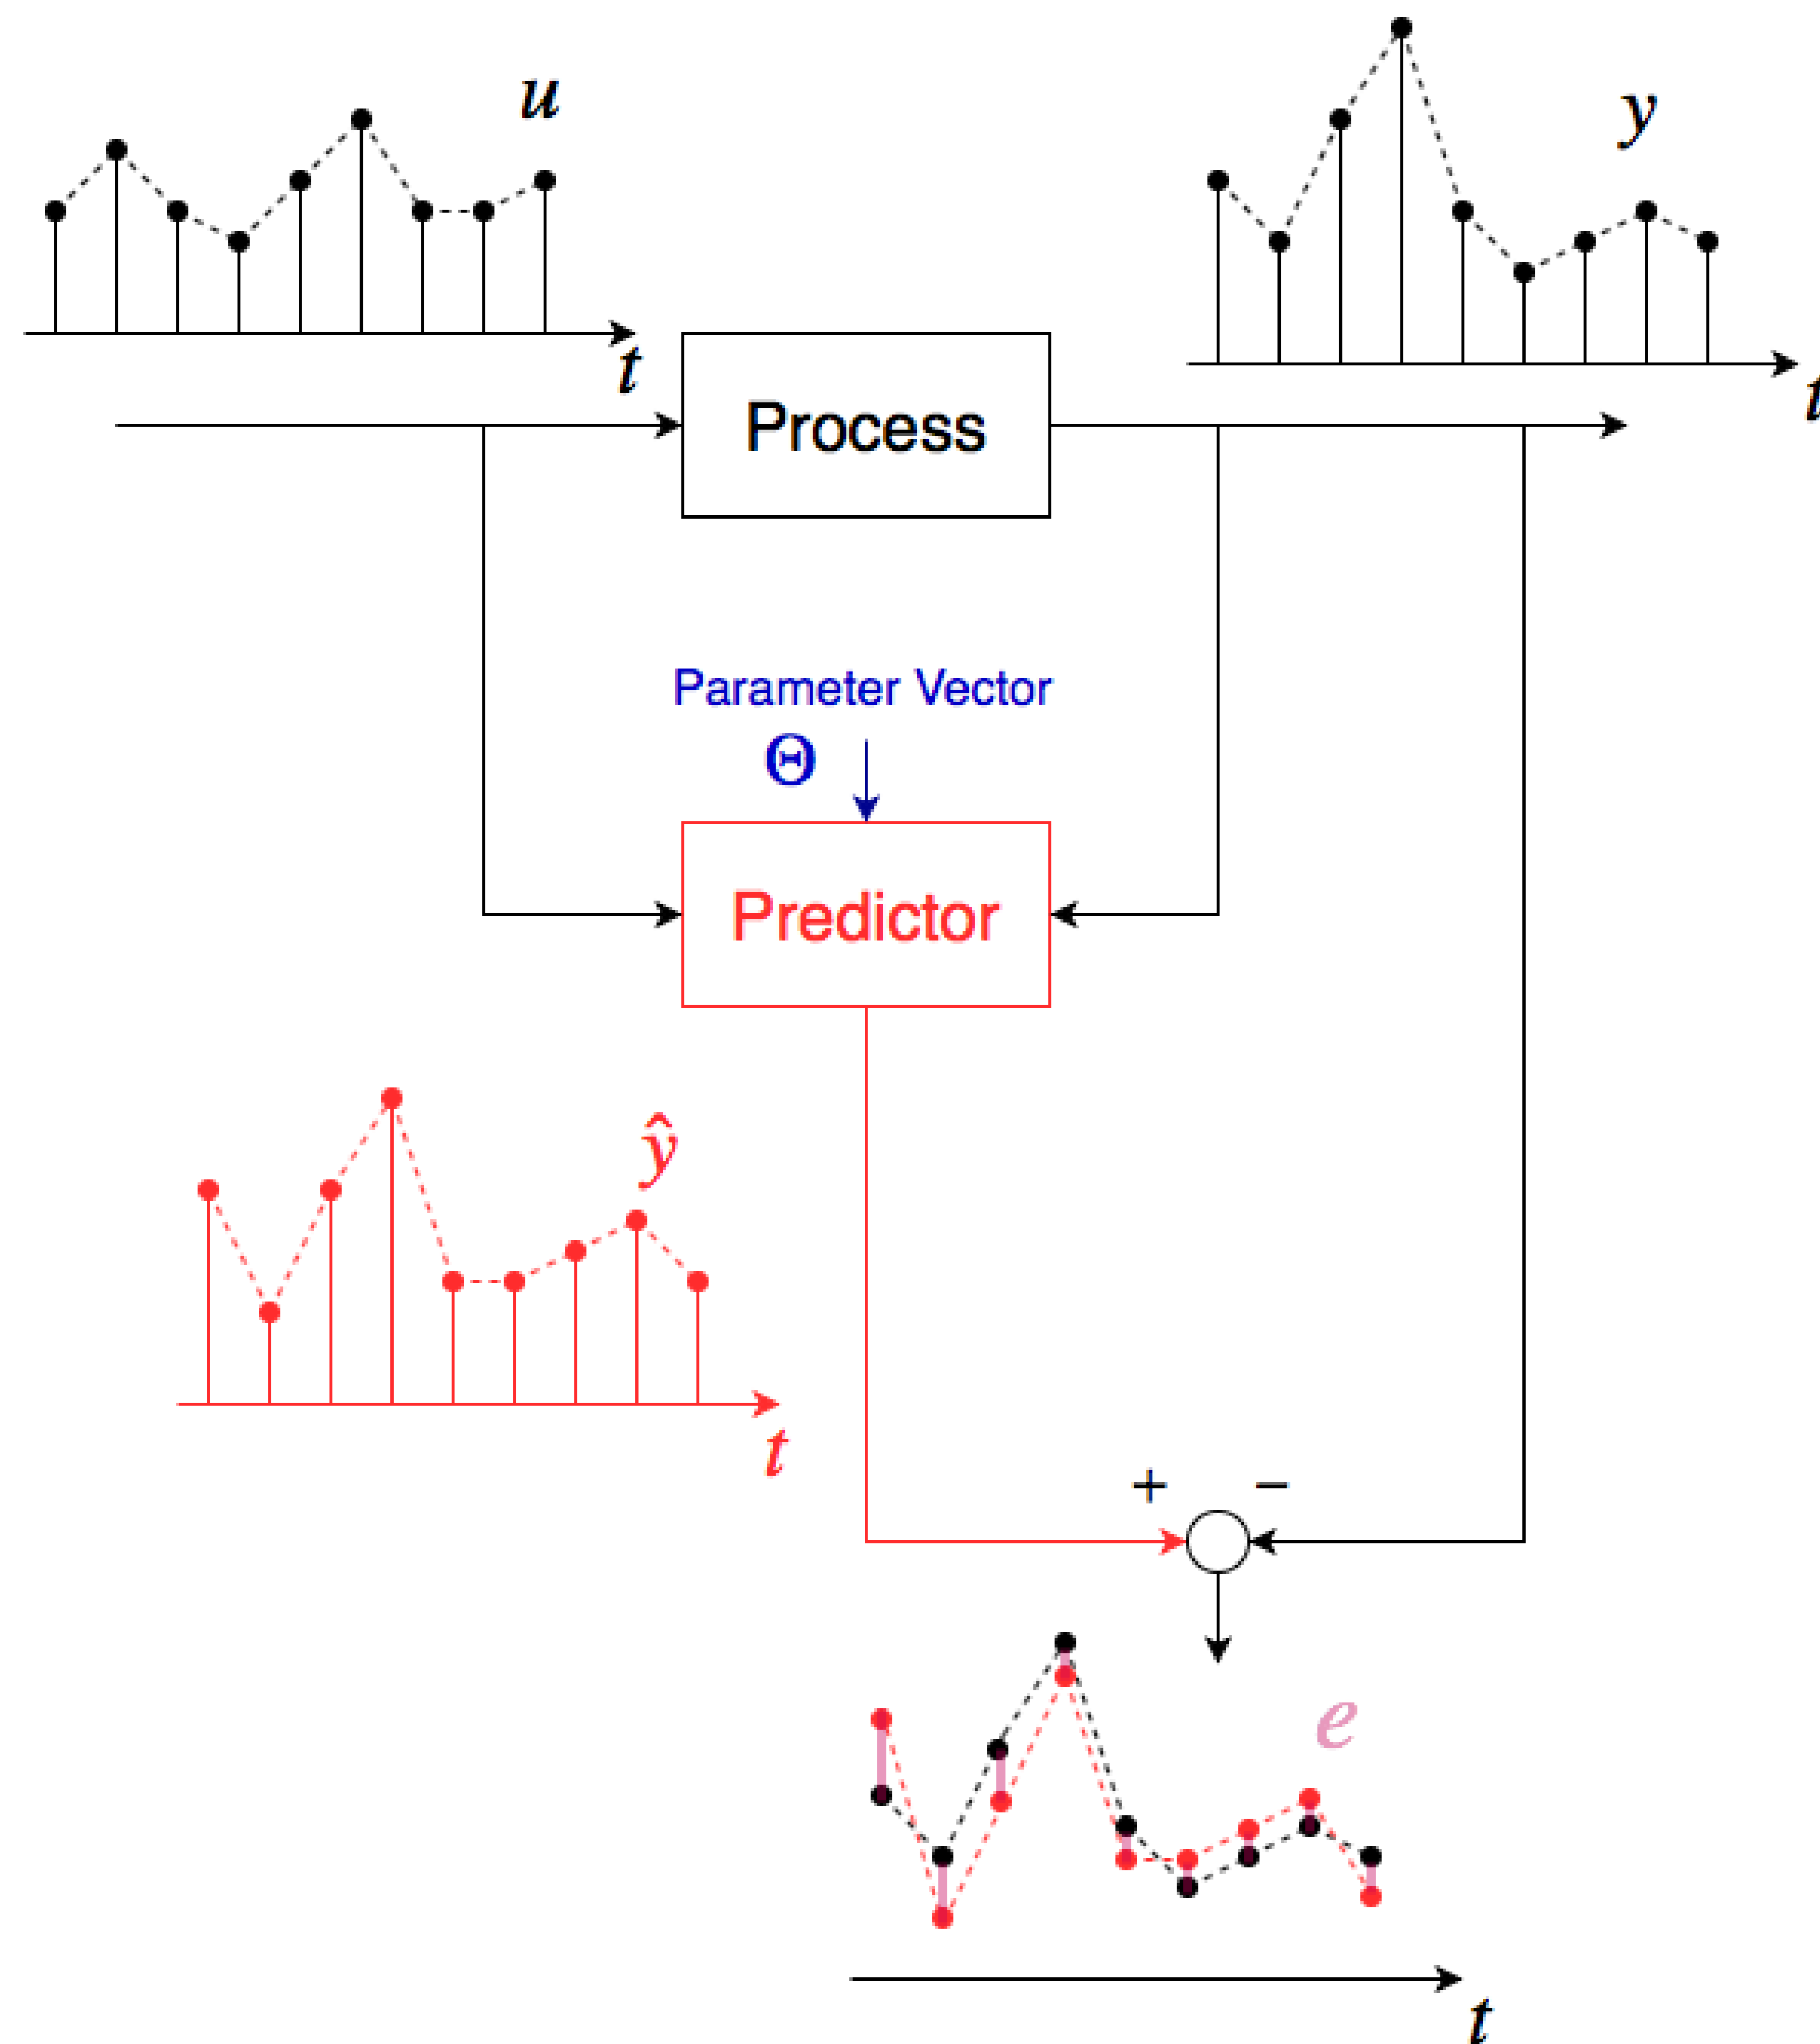 u
y
t
t
Process
Parameter Vector
Θ
Predictor
ŷ
t
+ −
e
t